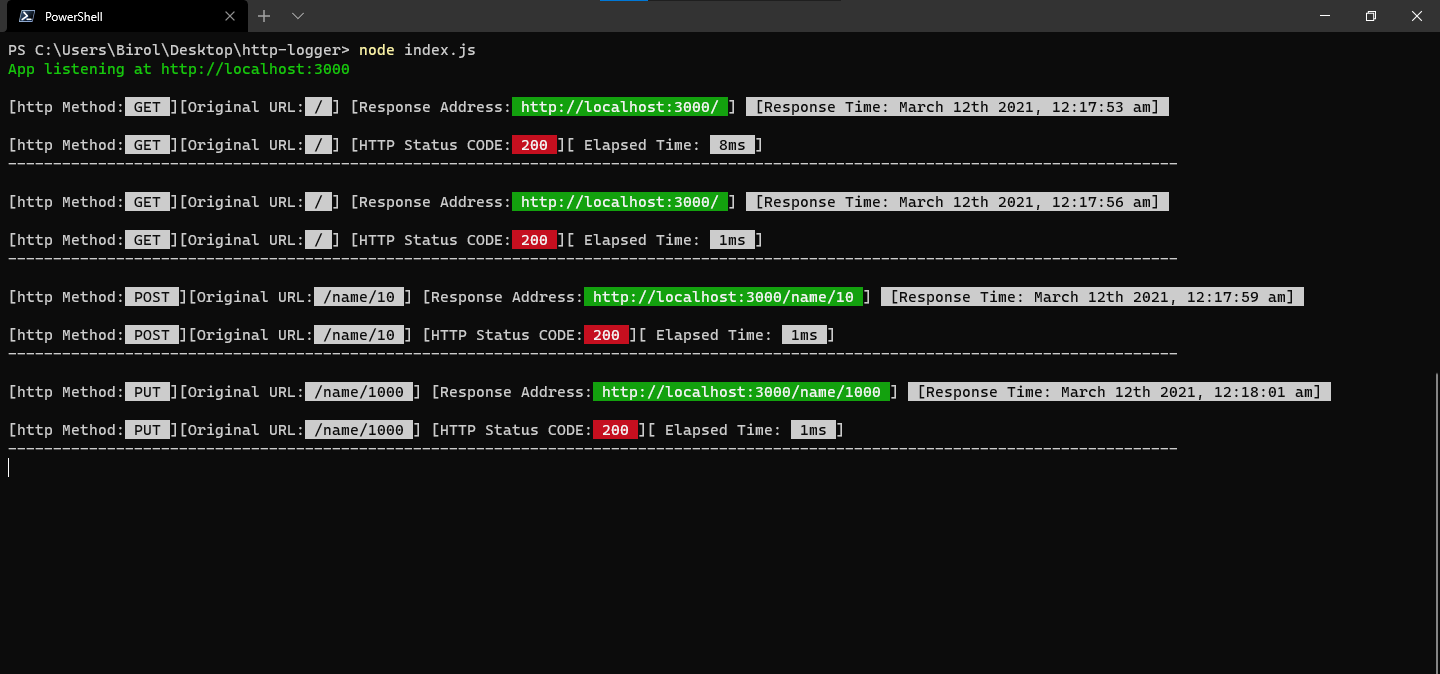 PowerShell
PS C:\Users\Birol\Desktop\http-logger> node index.js
App listening at http://localhost:3000
[http Method: GET ][Original URL: / ] [Response Address: http://localhost:3000/ ] [Response Time: March 12th 2021, 12:17:53 am]
[http Method: GET ][Original URL: / ] [HTTP Status CODE: 200 ][ Elapsed Time: 8ms ]
----------------------------------------------------------------------------------------------------------------------------------
[http Method: GET ][Original URL: / ] [Response Address: http://localhost:3000/ ] [Response Time: March 12th 2021, 12:17:56 am]
[http Method: GET ][Original URL: / ] [HTTP Status CODE: 200 ][ Elapsed Time: 1ms ]
----------------------------------------------------------------------------------------------------------------------------------
[http Method: POST ][Original URL: /name/10 ] [Response Address: http://localhost:3000/name/10 ] [Response Time: March 12th 2021, 12:17:59 am]
[http Method: POST ][Original URL: /name/10 ] [HTTP Status CODE: 200 ][ Elapsed Time: 1ms ]
----------------------------------------------------------------------------------------------------------------------------------
[http Method: PUT ][Original URL: /name/1000 ] [Response Address: http://localhost:3000/name/1000 ] [Response Time: March 12th 2021, 12:18:01 am]
[http Method: PUT ][Original URL: /name/1000 ] [HTTP Status CODE: 200 ][ Elapsed Time: 1ms ]
----------------------------------------------------------------------------------------------------------------------------------